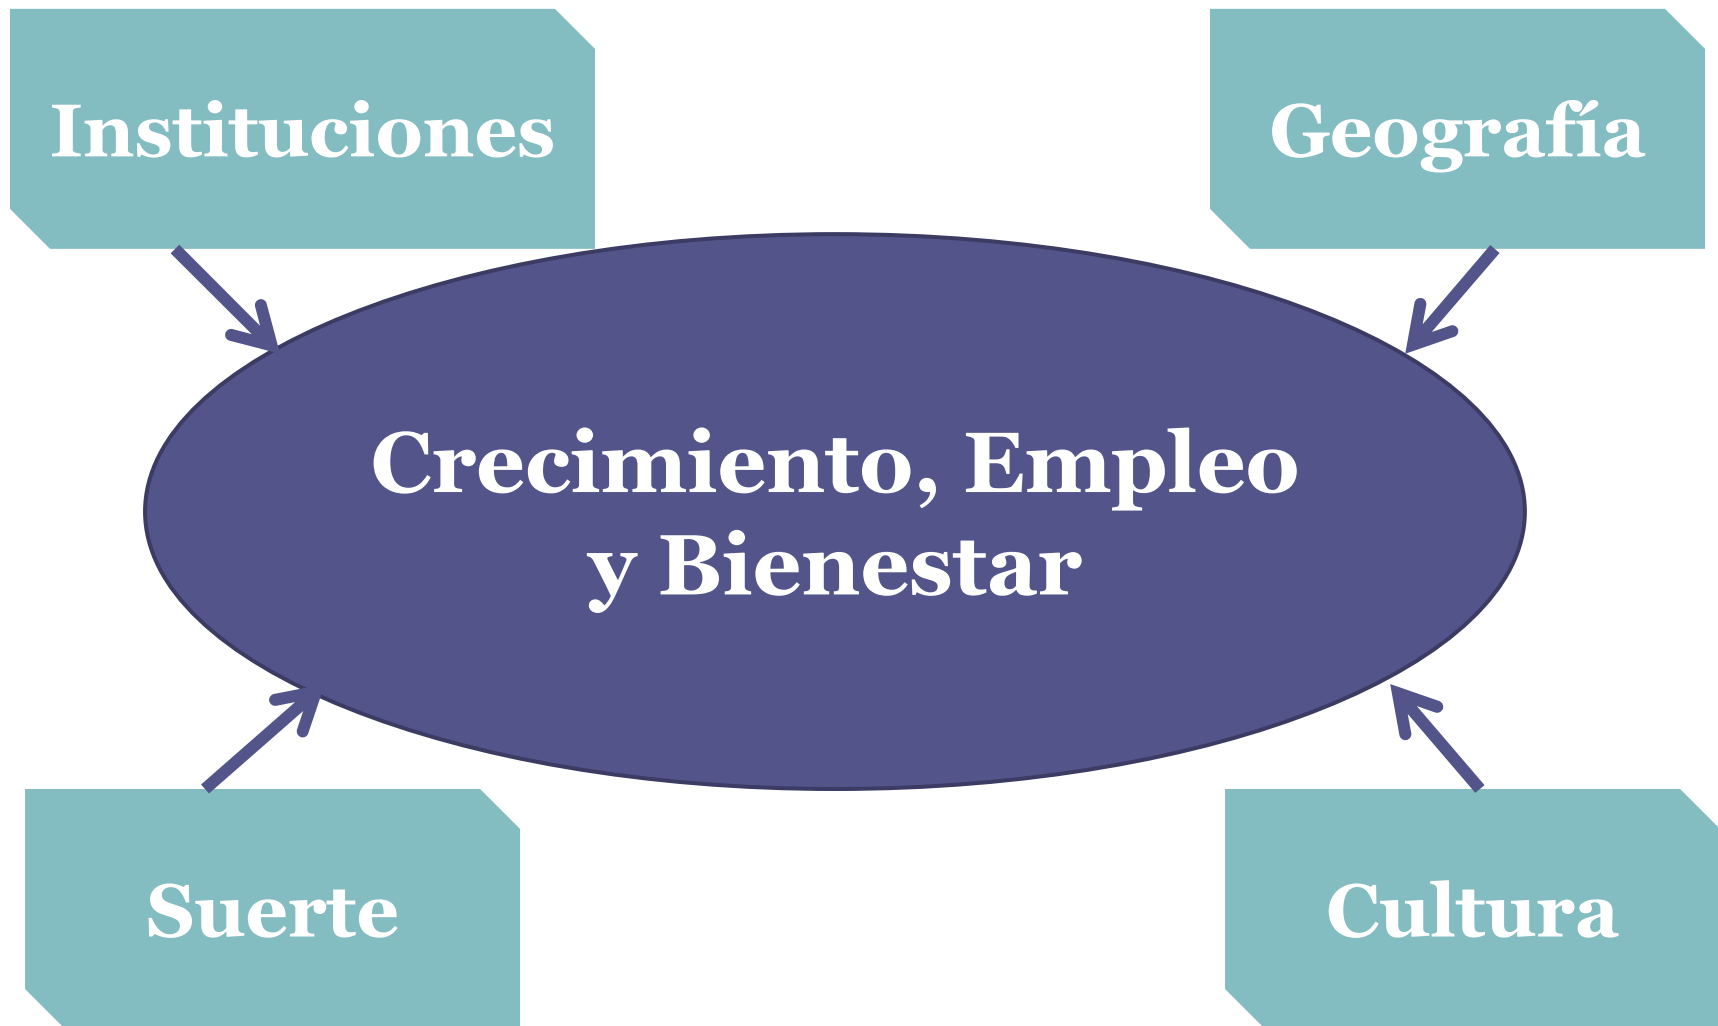 Instituciones
Geografía
Crecimiento, Empleo
y Bienestar
Suerte
Cultura